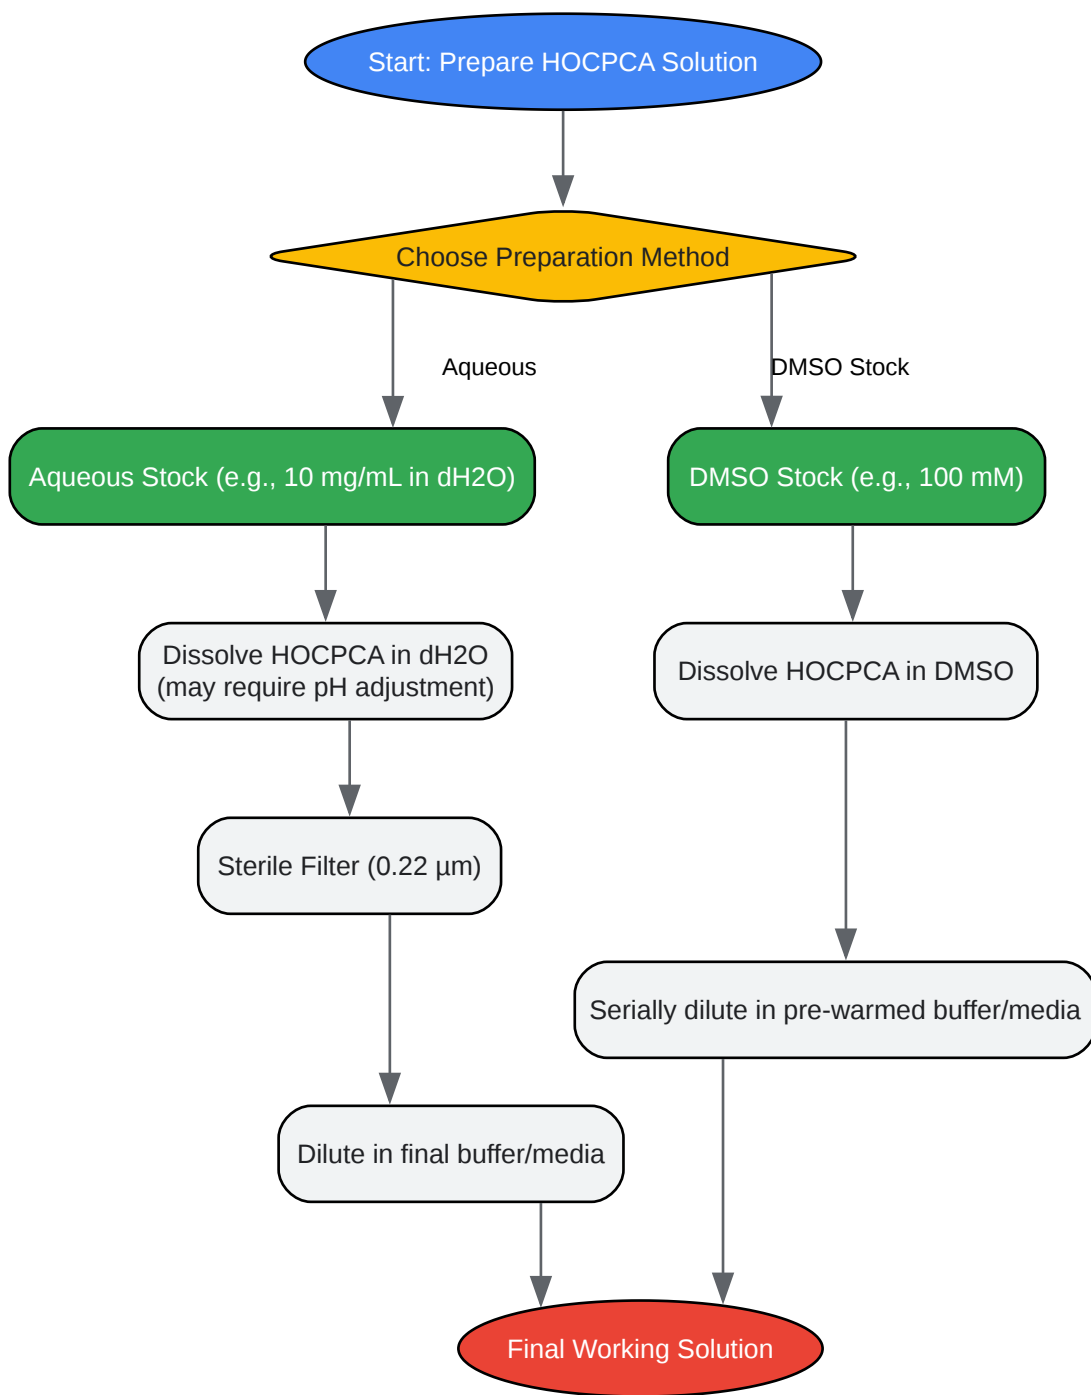 Start: Prepare HOCPCA Solution
Choose Preparation Method
Aqueous
DMSO Stock
Aqueous Stock (e.g., 10 mg/mL in dH2O)
DMSO Stock (e.g., 100 mM)
Dissolve HOCPCA in dH2O
(may require pH adjustment)
Dissolve HOCPCA in DMSO
Sterile Filter (0.22 µm)
Serially dilute in pre-warmed buffer/media
Dilute in final buffer/media
Final Working Solution